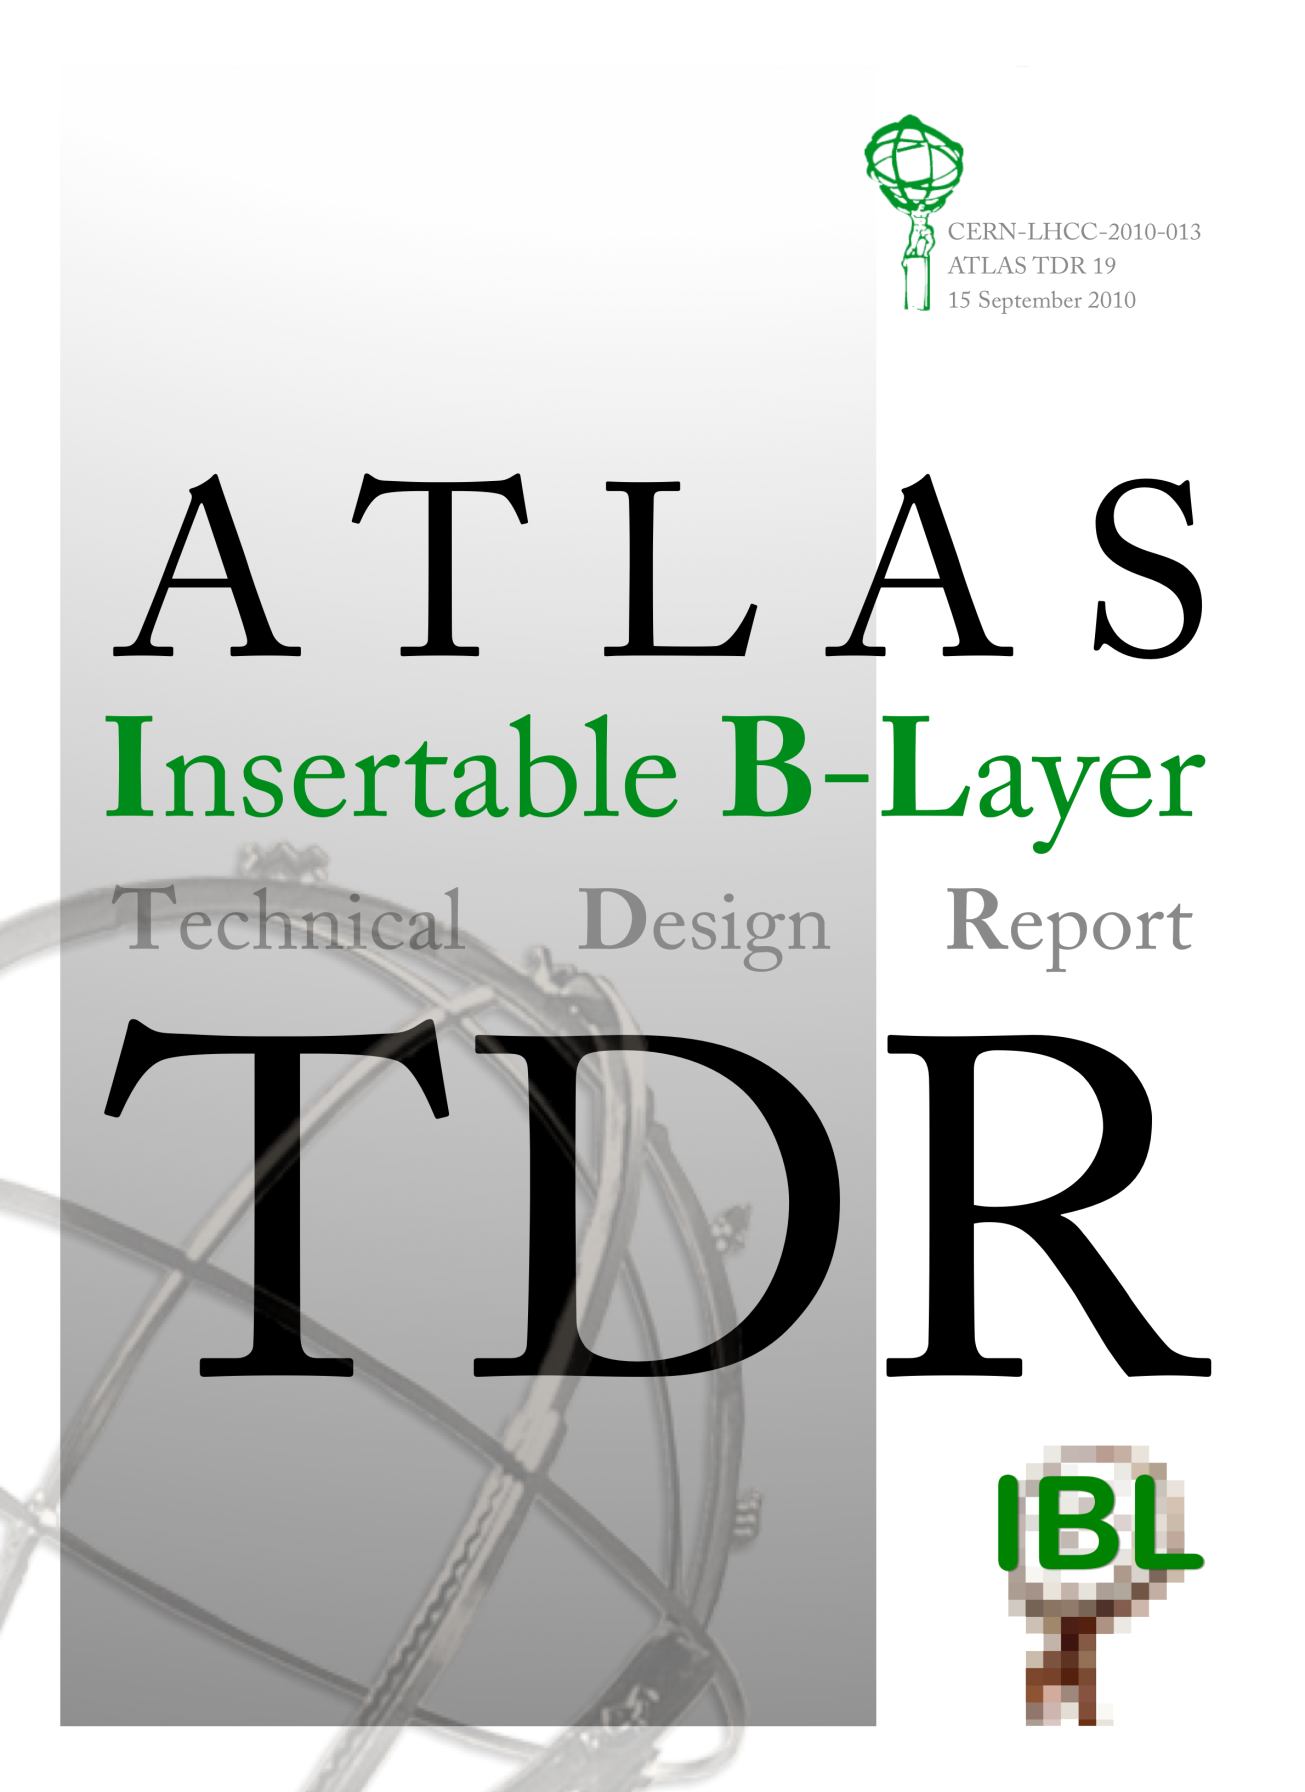 CERN-LHCC-2010-013
ATLAS TDR 19
15 September 2010
ATLAS
Insertable B-Layer
Technical Design Report
TDR
IBL